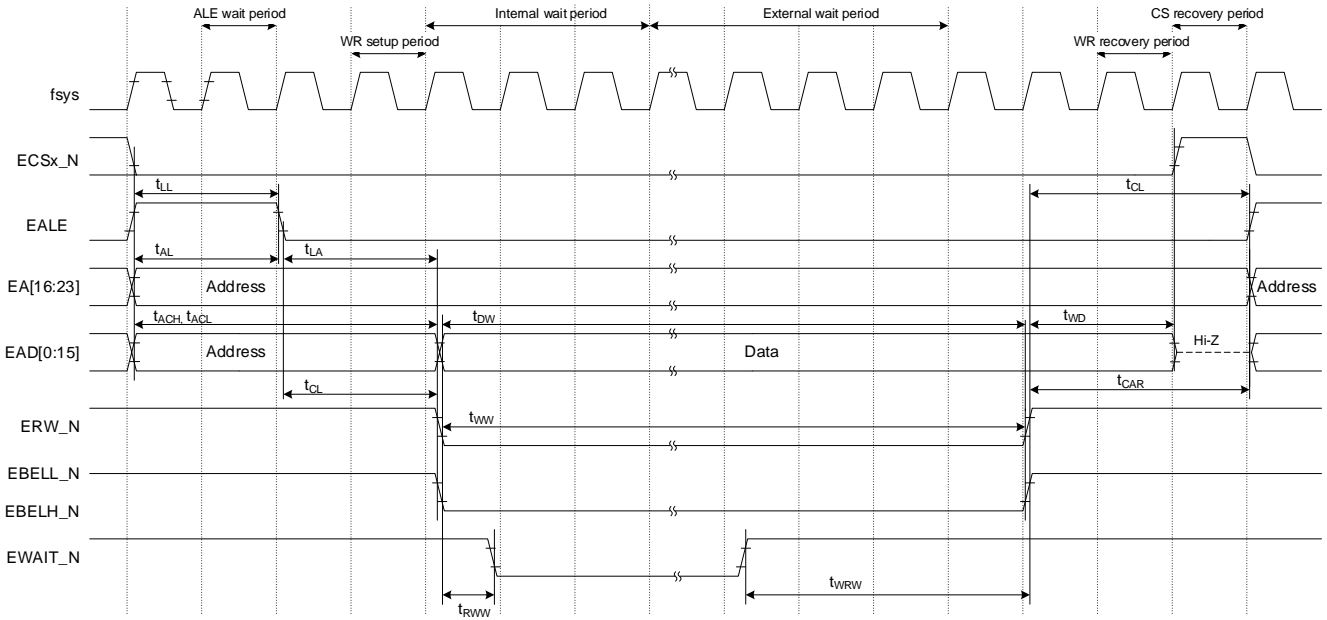 ALE wait period
Internal wait period
External wait period
CS recovery period
WR setup period
WR recovery period
fsys
ECSx_N
tLL
tCL
EALE
tAL
tLA
EA[16:23]
Address
Address
tACH, tACL
tDW
tWD
EAD[0:15]
Address
Data
Hi-Z
tCL
tCAR
ERW_N
tWW
EBELL_N
EBELH_N
EWAIT_N
tRWW
tWRW